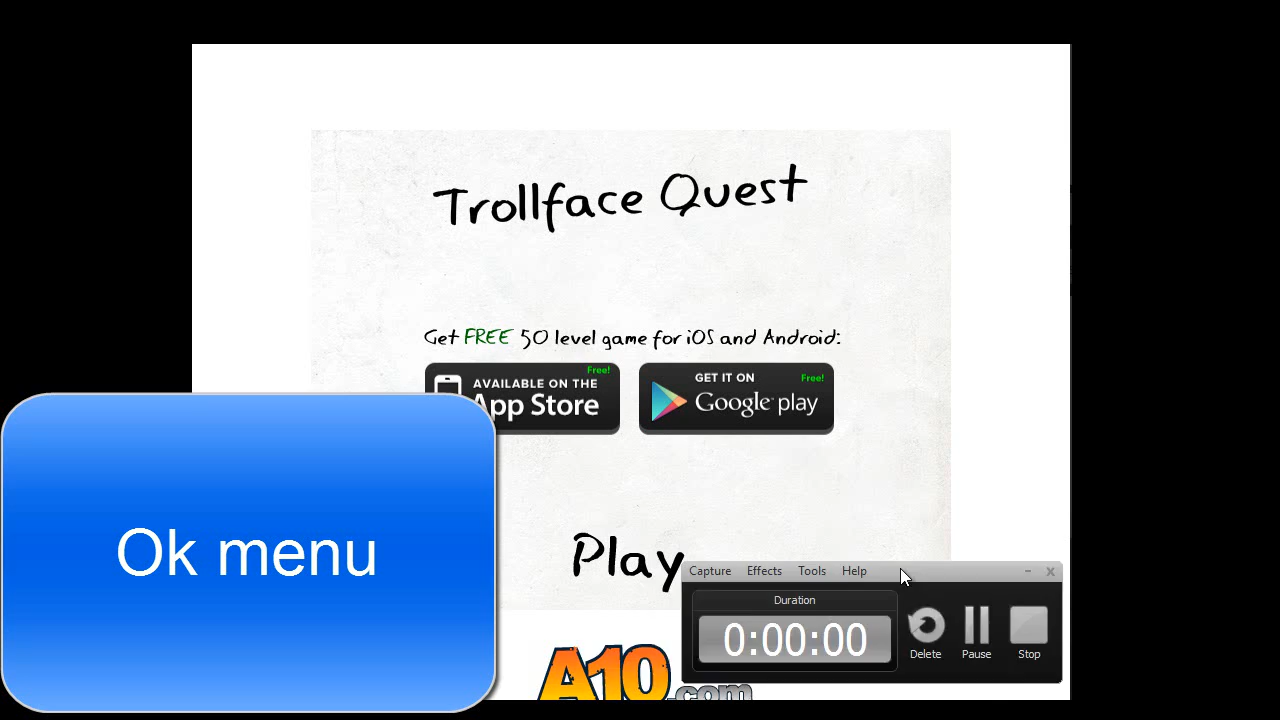 Trollface Quest
Get FREE 50 level game for iOS and Android:
Free!
AVAILABLE ON THE
App Store
GET IT ON
Free!
Google play
Ok menu
Play
Capture Effects Tools Help
Duration
0:00:00
Delete Pause Stop
A10
.com